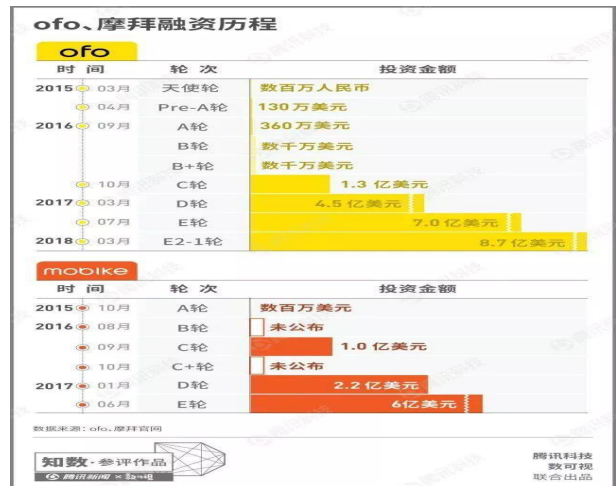 ofo、摩拜融资历程
ofo
时 间 轮 次 投资金额
2015 03月 天使轮 数百万人民币
04月 Pre-A轮 130万美元
2016 09月 A轮 360万美元
B轮 数千万美元
B+轮 数千万美元
10月 C轮 1.3 亿美元
2017 03月 D轮 4.5 亿美元
07月 E轮 7.0 亿美元
2018 03月 E2-1轮 8.7 亿美元
mobike
时 间 轮 次 投资金额
2015 10月 A轮 数百万美元
2016 08月 B轮 未公布
09月 C轮 1.0 亿美元
10月 C+轮 未公布
2017 01月 D轮 2.2 亿美元
06月 E轮 6亿美元
数据来源：ofo、摩拜官网
知数·参评作品
腾讯新闻 ×
腾讯科技
数可视
联合出品